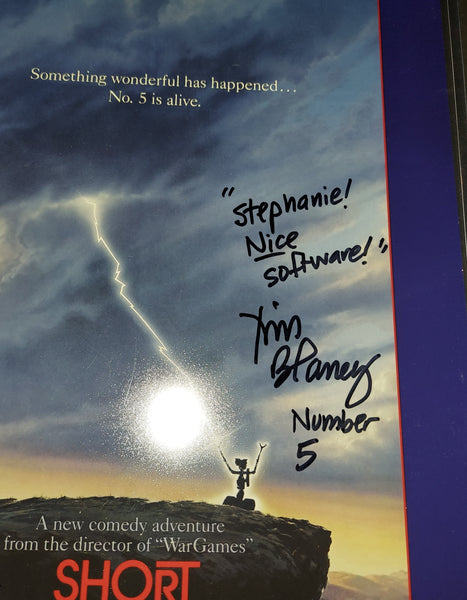 Something wonderful has happened...
No. 5 is alive.
"Stephanie!
Nice
software!"
Tim
Blaney
Number
5
A new comedy adventure
from the director of "WarGames"
SHORT